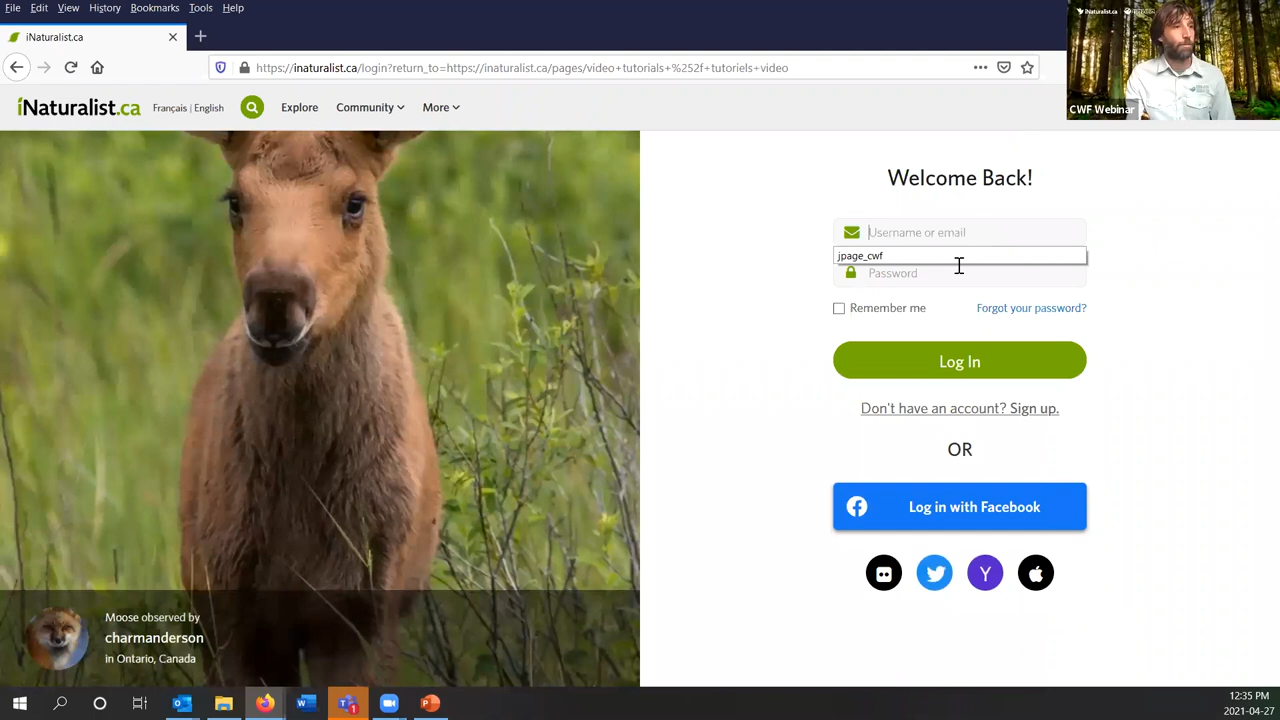 File Edit View History Bookmarks Tools Help
iNaturalist.ca
https://inaturalist.ca/login?return_to=https://inaturalist.ca/pages/video+tutorials+%252f+tutoriels+video
iNaturalist.ca Français | English Explore Community More
iNaturalist.ca
CWF Webinar
Welcome Back!
Username or email
jpage_cwf
Password
Remember me Forgot your password?
Log In
Don't have an account? Sign up.
OR
Log in with Facebook
Y
Moose observed by
charmanderson
in Ontario, Canada
1
12:35 PM
2021-04-27